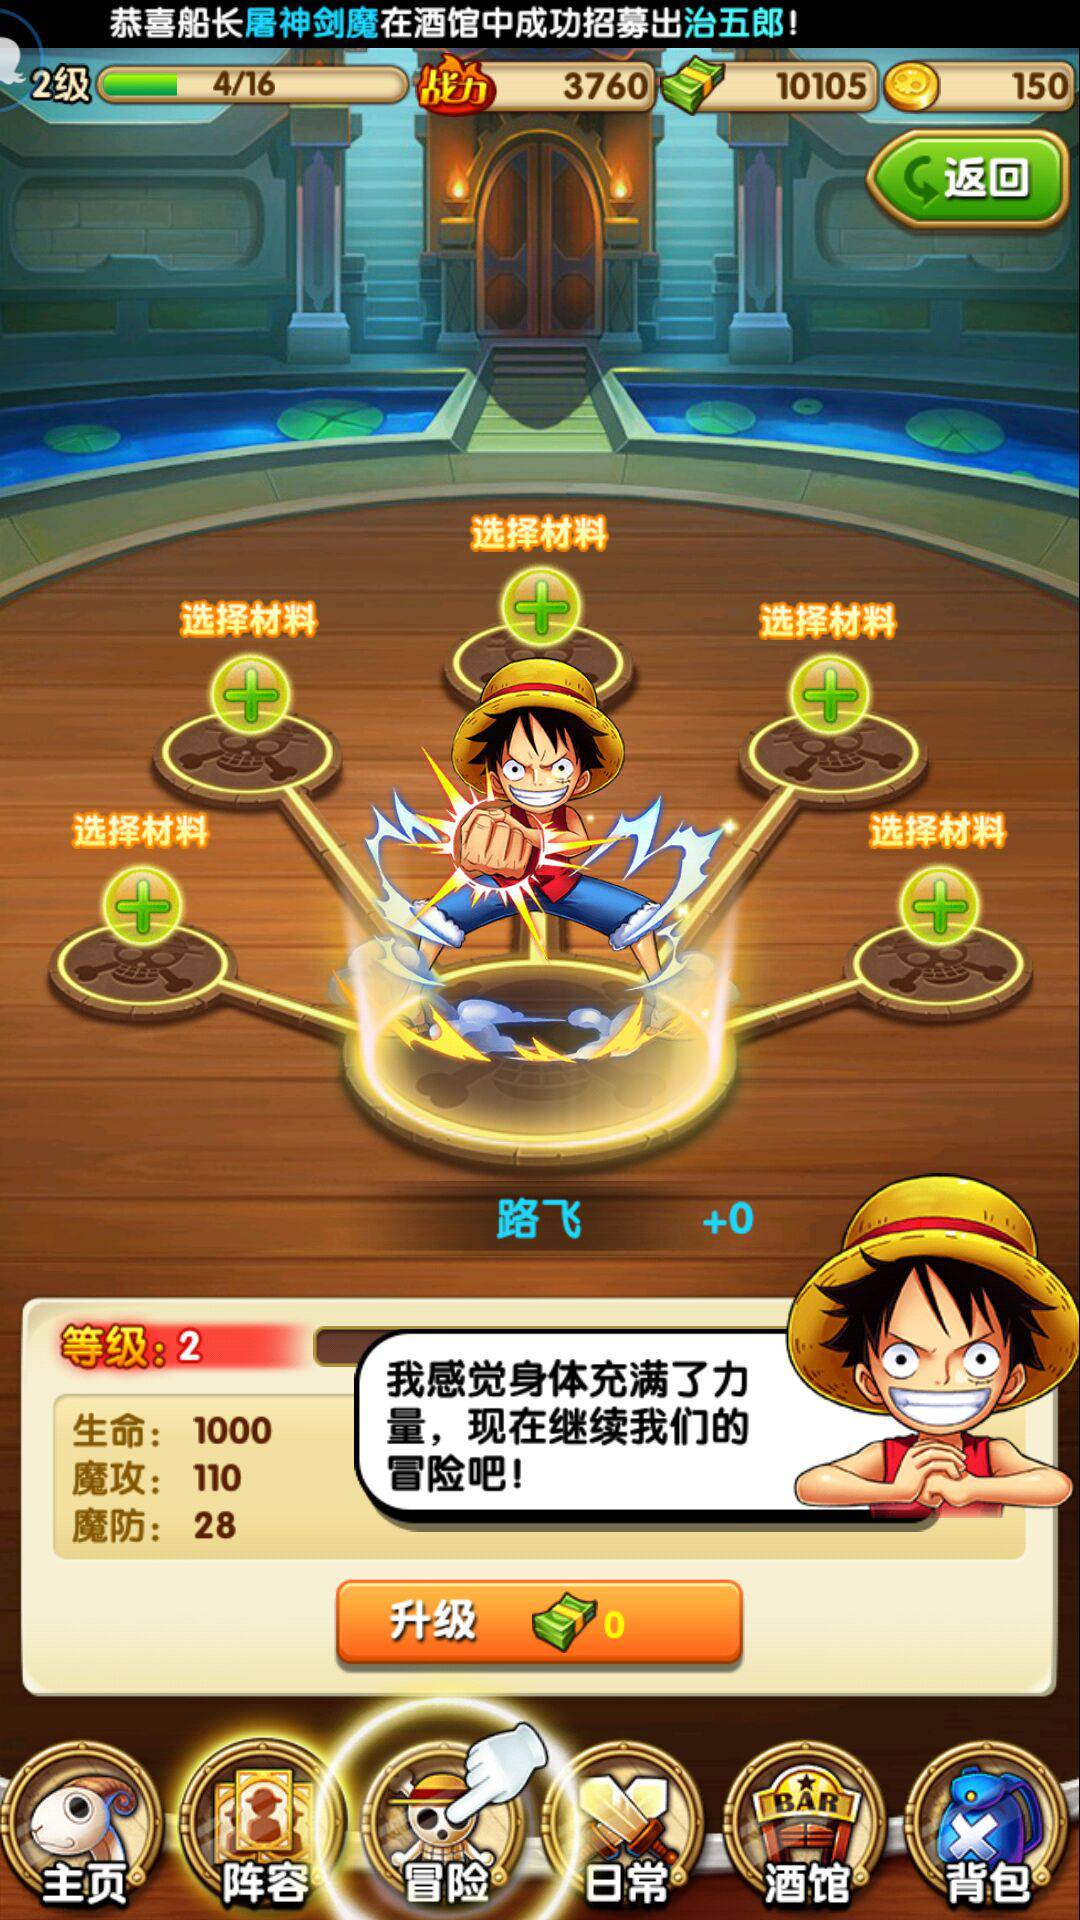 恭喜船长屠神剑魔在酒馆中成功招募出治五郎！
2级 4/16 战力 3760 10105 150
返回
选择材料
选择材料
选择材料
选择材料
选择材料
路飞 +0
等级：2
我感觉身体充满了力
量，现在继续我们的
冒险吧！
生命： 1000
魔攻： 110
魔防： 28
升级 0
BAR
主页 阵容 冒险 日常 酒馆 背包